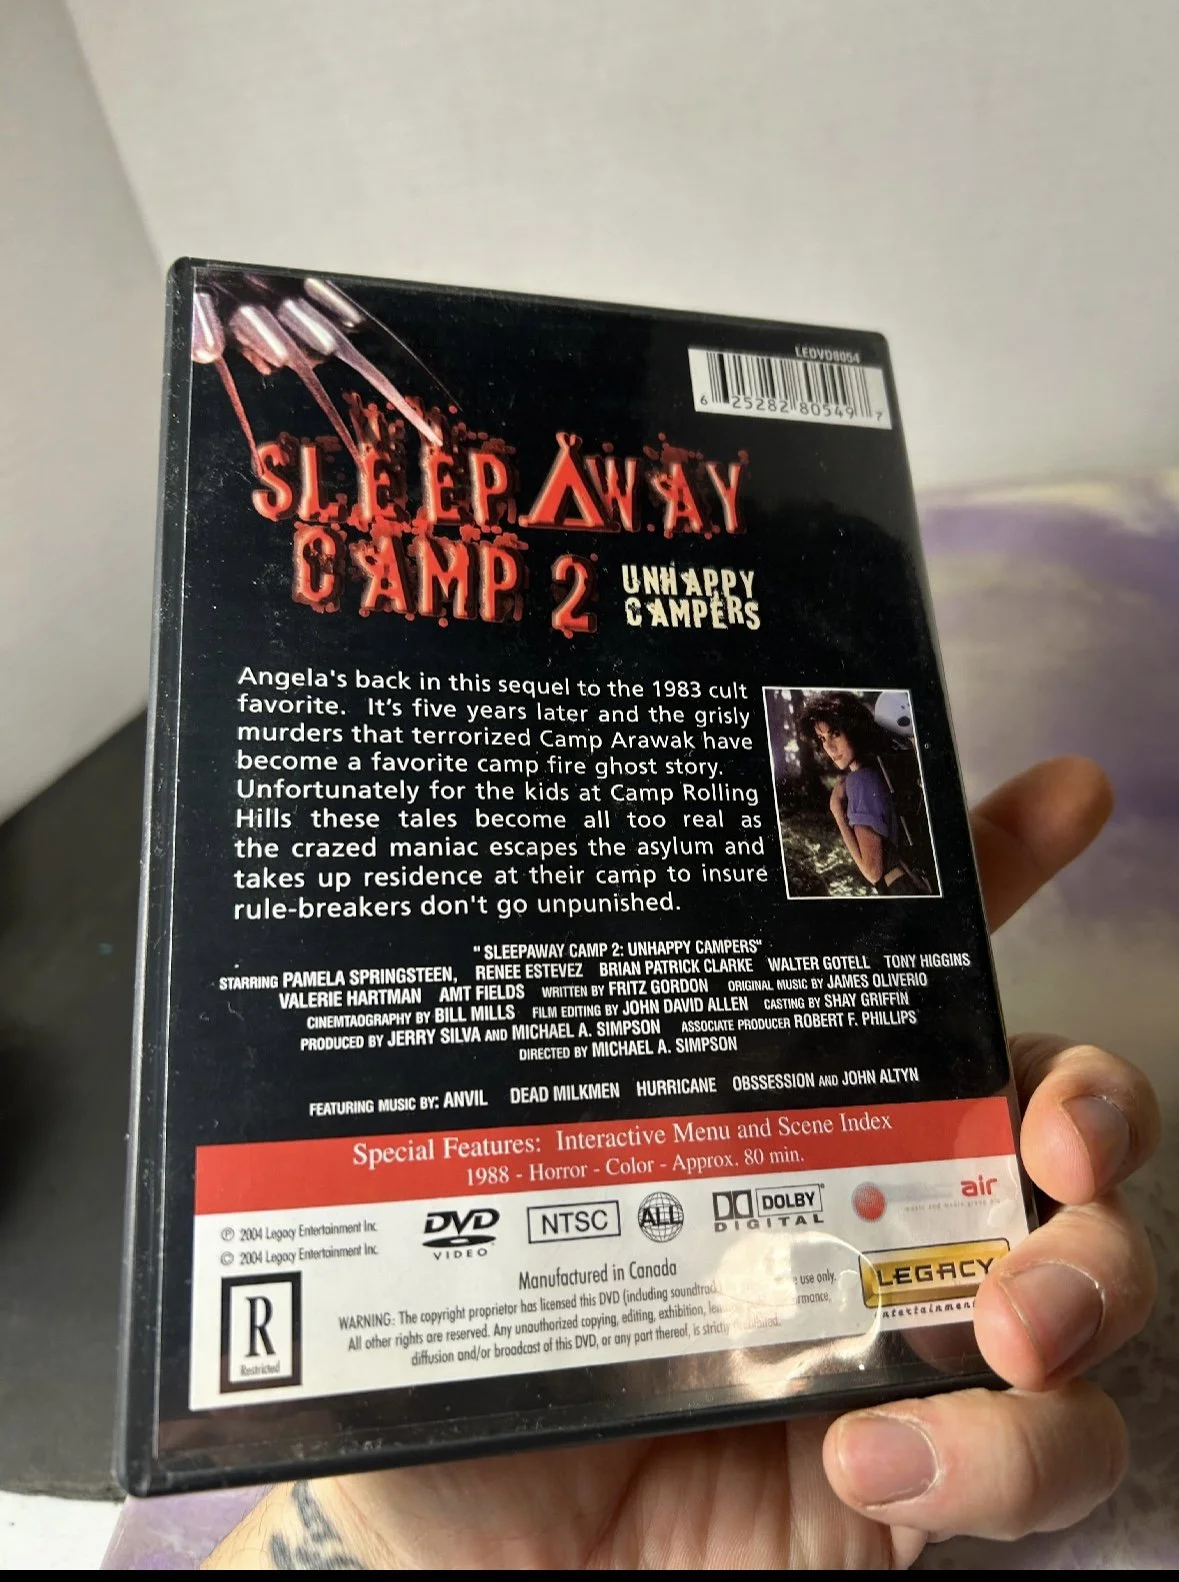 LEDVD8054
6 25282 80549 7
SLEEPAWAY
CAMP 2 UNHAPPY
CAMPERS
Angela's back in this sequel to the 1983 cult
favorite. It's five years later and the grisly
murders that terrorized Camp Arawak have
become a favorite camp fire ghost story.
Unfortunately for the kids at Camp Rolling
Hills these tales become all too real as
the crazed maniac escapes the asylum and
takes up residence at their camp to insure
rule-breakers don't go unpunished.
" SLEEPAWAY CAMP 2: UNHAPPY CAMPERS"
STARRING PAMELA SPRINGSTEEN, RENEE ESTEVEZ BRIAN PATRICK CLARKE WALTER GOTELL TONY HIGGINS
VALERIE HARTMAN AMT FIELDS WRITTEN BY FRITZ GORDON ORIGINAL MUSIC BY JAMES OLIVERIO
CINEMTAOGRAPHY BY BILL MILLS FILM EDITING BY JOHN DAVID ALLEN CASTING BY SHAY GRIFFIN
PRODUCED BY JERRY SILVA AND MICHAEL A. SIMPSON ASSOCIATE PRODUCER ROBERT F. PHILLIPS
DIRECTED BY MICHAEL A. SIMPSON
FEATURING MUSIC BY: ANVIL DEAD MILKMEN HURRICANE OBSSESSION AND JOHN ALTYN
Special Features: Interactive Menu and Scene Index
1988 - Horror - Color - Approx. 80 min.
℗ 2004 Legacy Entertainment Inc.
© 2004 Legacy Entertainment Inc.
DVD
VIDEO
NTSC
ALL
DOLBY
DIGITAL
air
LEGACY
entertainment
R
Restricted
Manufactured in Canada
WARNING: The copyright proprietor has licensed this DVD (including soundtrack use only.
All other rights are reserved. Any unauthorized copying, editing, exhibition,
diffusion and/or broadcast of this DVD, or any part thereof, is strictly